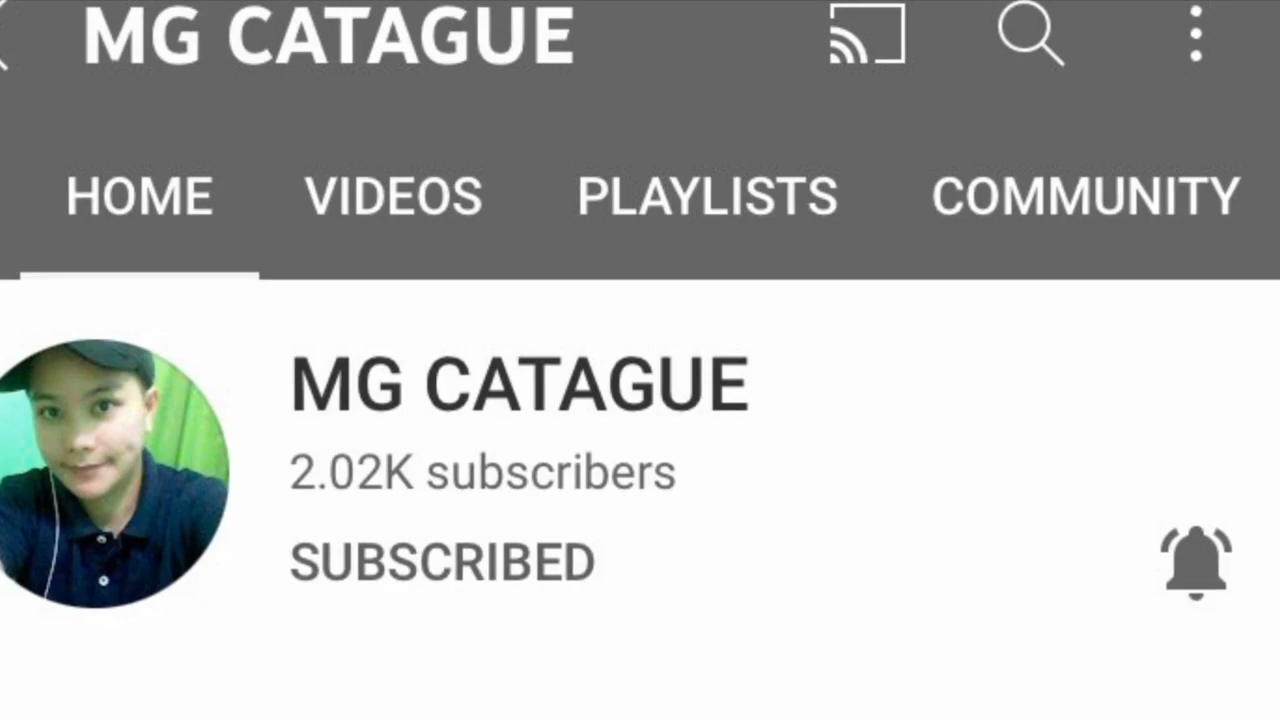 MG CATAGUE
HOME VIDEOS PLAYLISTS COMMUNITY
MG CATAGUE
2.02K subscribers
SUBSCRIBED